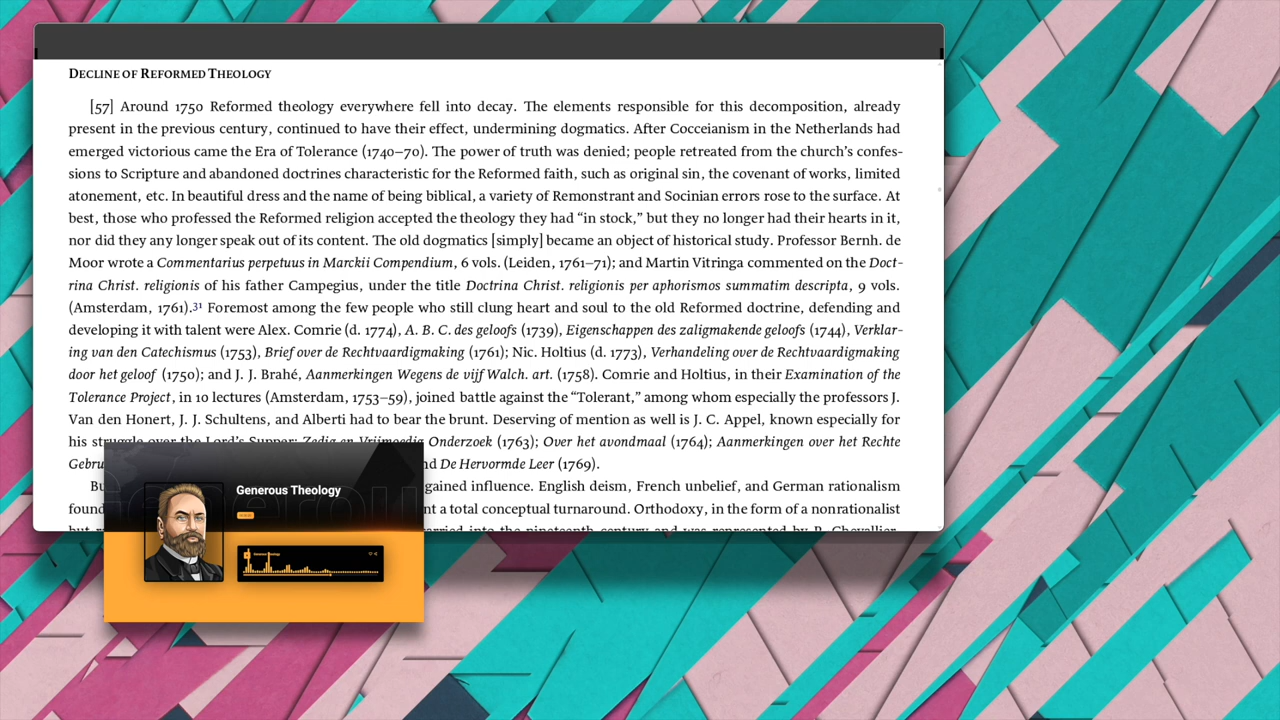 DECLINE OF REFORMED THEOLOGY
[57] Around 1750 Reformed theology everywhere fell into decay. The elements responsible for this decomposition, already
present in the previous century, continued to have their effect, undermining dogmatics. After Cocceianism in the Netherlands had
emerged victorious came the Era of Tolerance (1740–70). The power of truth was denied; people retreated from the church's confes-
sions to Scripture and abandoned doctrines characteristic for the Reformed faith, such as original sin, the covenant of works, limited
atonement, etc. In beautiful dress and the name of being biblical, a variety of Remonstrant and Socinian errors rose to the surface. At
best, those who professed the Reformed religion accepted the theology they had “in stock,” but they no longer had their hearts in it,
nor did they any longer speak out of its content. The old dogmatics [simply] became an object of historical study. Professor Bernh. de
Moor wrote a Commentarius perpetuus in Marckii Compendium, 6 vols. (Leiden, 1761–71); and Martin Vitringa commented on the Doct-
rina Christ. religionis of his father Campegius, under the title Doctrina Christ. religionis per aphorismos summatim descripta, 9 vols.
(Amsterdam, 1761).31 Foremost among the few people who still clung heart and soul to the old Reformed doctrine, defending and
developing it with talent were Alex. Comrie (d. 1774), A. B. C. des geloofs (1739), Eigenschappen des zaligmakende geloofs (1744), Verklar-
ing van den Catechismus (1753), Brief over de Rechtvaardigmaking (1761); Nic. Holtius (d. 1773), Verhandeling over de Rechtvaardigmaking
door het geloof (1750); and J. J. Brahé, Aanmerkingen Wegens de vijf Walch. art. (1758). Comrie and Holtius, in their Examination of the
Tolerance Project, in 10 lectures (Amsterdam, 1753–59), joined battle against the “Tolerant,” among whom especially the professors J.
Van den Honert, J. J. Schultens, and Alberti had to bear the brunt. Deserving of mention as well is J. C. Appel, known especially for
his struggle over the Lord's Supper: Zedig en Vrijmoedig Onderzoek (1763); Over het avondmaal (1764); Aanmerkingen over het Rechte
Gebru nd De Hervormde Leer (1769).
Bu gained influence. English deism, French unbelief, and German rationalism
found nt a total conceptual turnaround. Orthodoxy, in the form of a nonrationalist
carried into the nineteenth century and was represented by P. Chevallier,
Generous Theology
Generous Theology